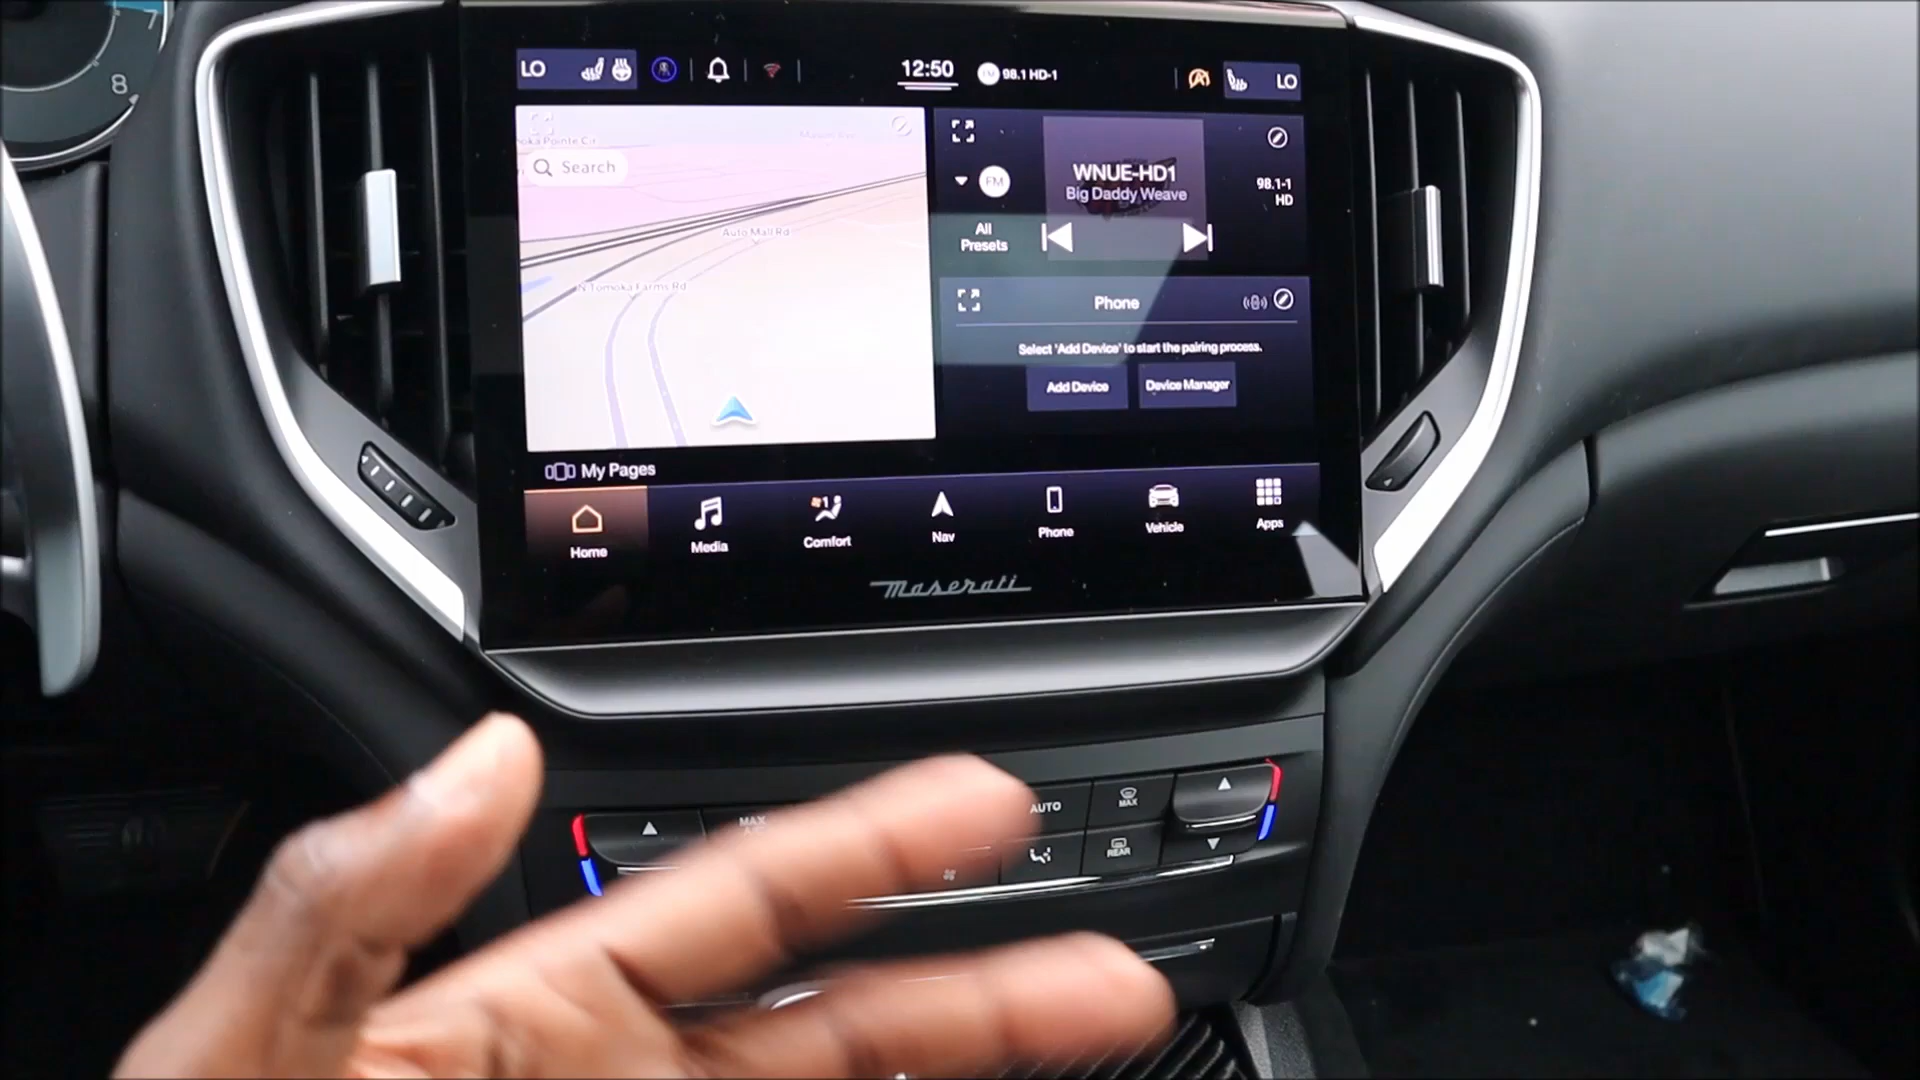 7
8
LO
12:50
98.1 HD-1
LO
Search
Auto Mall Rd
N Tomoka Farms Rd
FM
WNUE-HD1
Big Daddy Weave
98.1-1
HD
All
Presets
Phone
Select 'Add Device' to start the pairing process.
Add Device
Device Manager
My Pages
Home
Media
1
Comfort
Nav
Phone
Vehicle
Apps
Maserati
MAX
AUTO
MAX
REAR